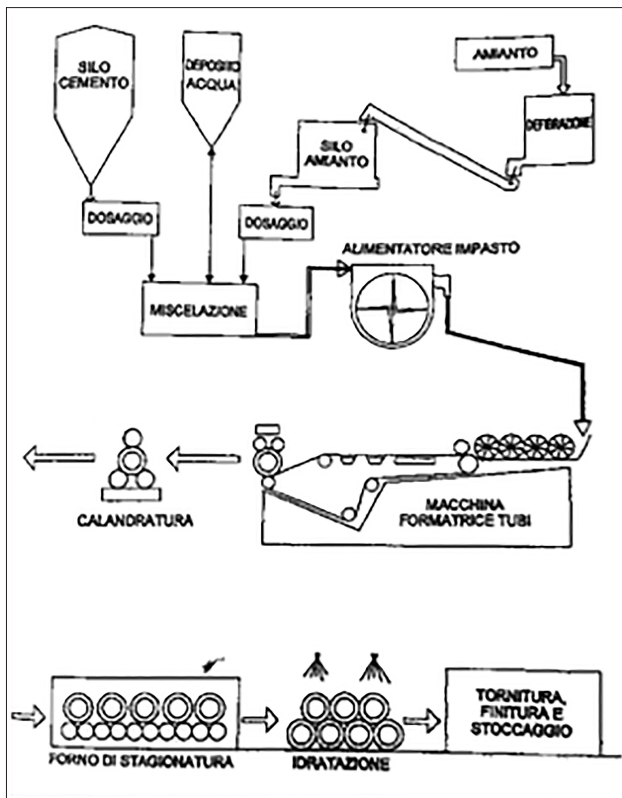 SILO
CEMENTO
DEPOSITO
ACQUA
AMIANTO
DEFIBRAZIONE
SILO
AMIANTO
DOSAGGIO
DOSAGGIO
ALIMENTATORE IMPASTO
MISCELAZIONE
MACCHINA
FORMATRICE TUBI
CALANDRATURA
TORNITURA,
FINITURA E
STOCCAGGIO
FORNO DI STAGIONATURA
IDRATAZIONE